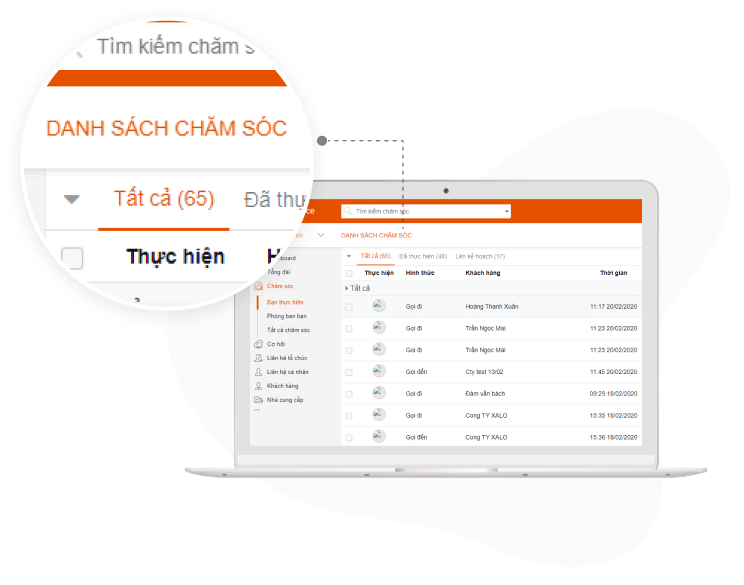 Tìm kiếm chăm s
DANH SÁCH CHĂM SÓC
Tất cả (65) Đã thự
Thực hiện H
Tìm kiếm chăm sóc
DANH SÁCH CHĂM SÓC
Tất cả (65) Đã thực hiện (48) Lên kế hoạch (17)
Thực hiện Hình thức Khách hàng Thời gian
Tổng đài
Tất cả
Chăm sóc
Bạn thực hiện
Gọi đi Hoàng Thanh Xuân 11:17 20/02/2020
Phòng ban bạn
Tất cả chăm sóc
Gọi đi Trần Ngọc Mai 11:23 20/02/2020
Cơ hội
Gọi đi Trần Ngọc Mai 11:23 20/02/2020
Liên hệ tổ chức
Liên hệ cá nhân
Gọi đến Cty test 13/02 11:45 20/02/2020
Khách hàng
Gọi đi Đàm vằn bách 09:29 18/02/2020
Nhà cung cấp
Gọi đi Cong TY XALO 15:35 18/02/2020
Gọi đến Cong TY XALO 15:36 18/02/2020